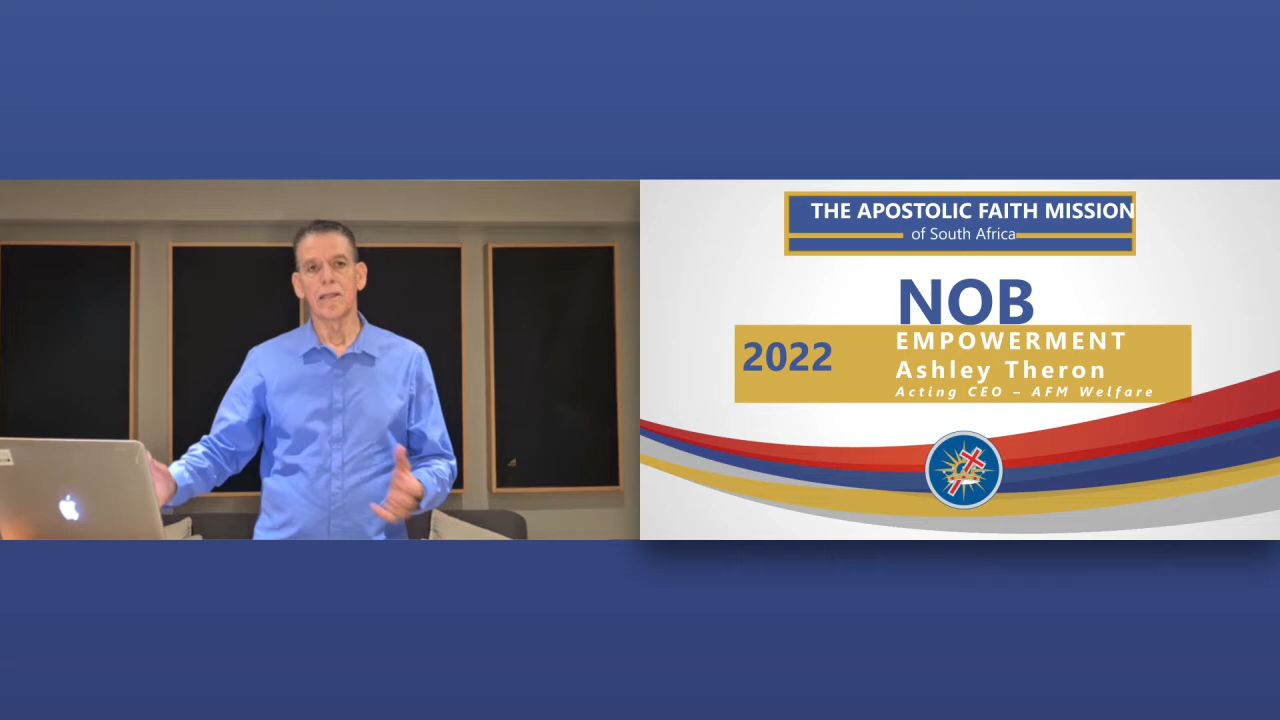 THE APOSTOLIC FAITH MISSION
of South Africa
NOB
2022
EMPOWERMENT
Ashley Theron
Acting CEO – AFM Welfare